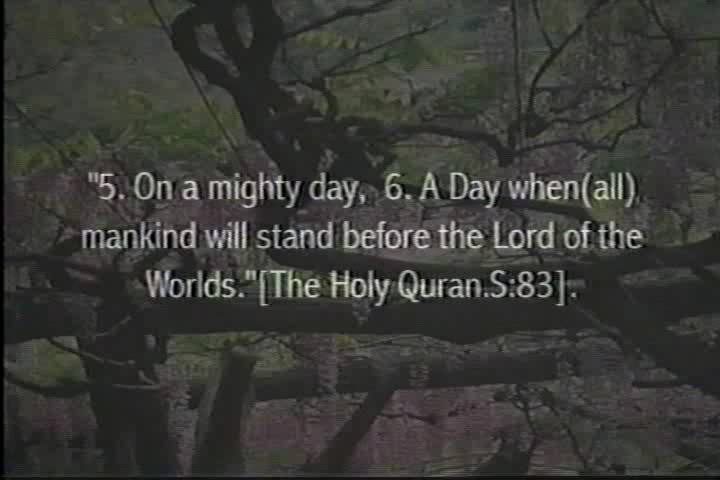 "5. On a mighty day,  6. A Day when(all)
mankind will stand before the Lord of the
Worlds."[The Holy Quran.S:83].